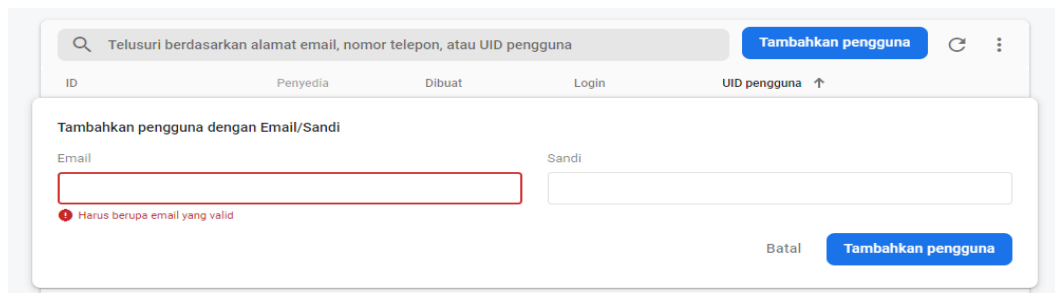 Telusuri berdasarkan alamat email, nomor telepon, atau UID pengguna Tambahkan pengguna
ID Penyedia Dibuat Login UID pengguna
Tambahkan pengguna dengan Email/Sandi
Email Sandi
Harus berupa email yang valid
Batal Tambahkan pengguna